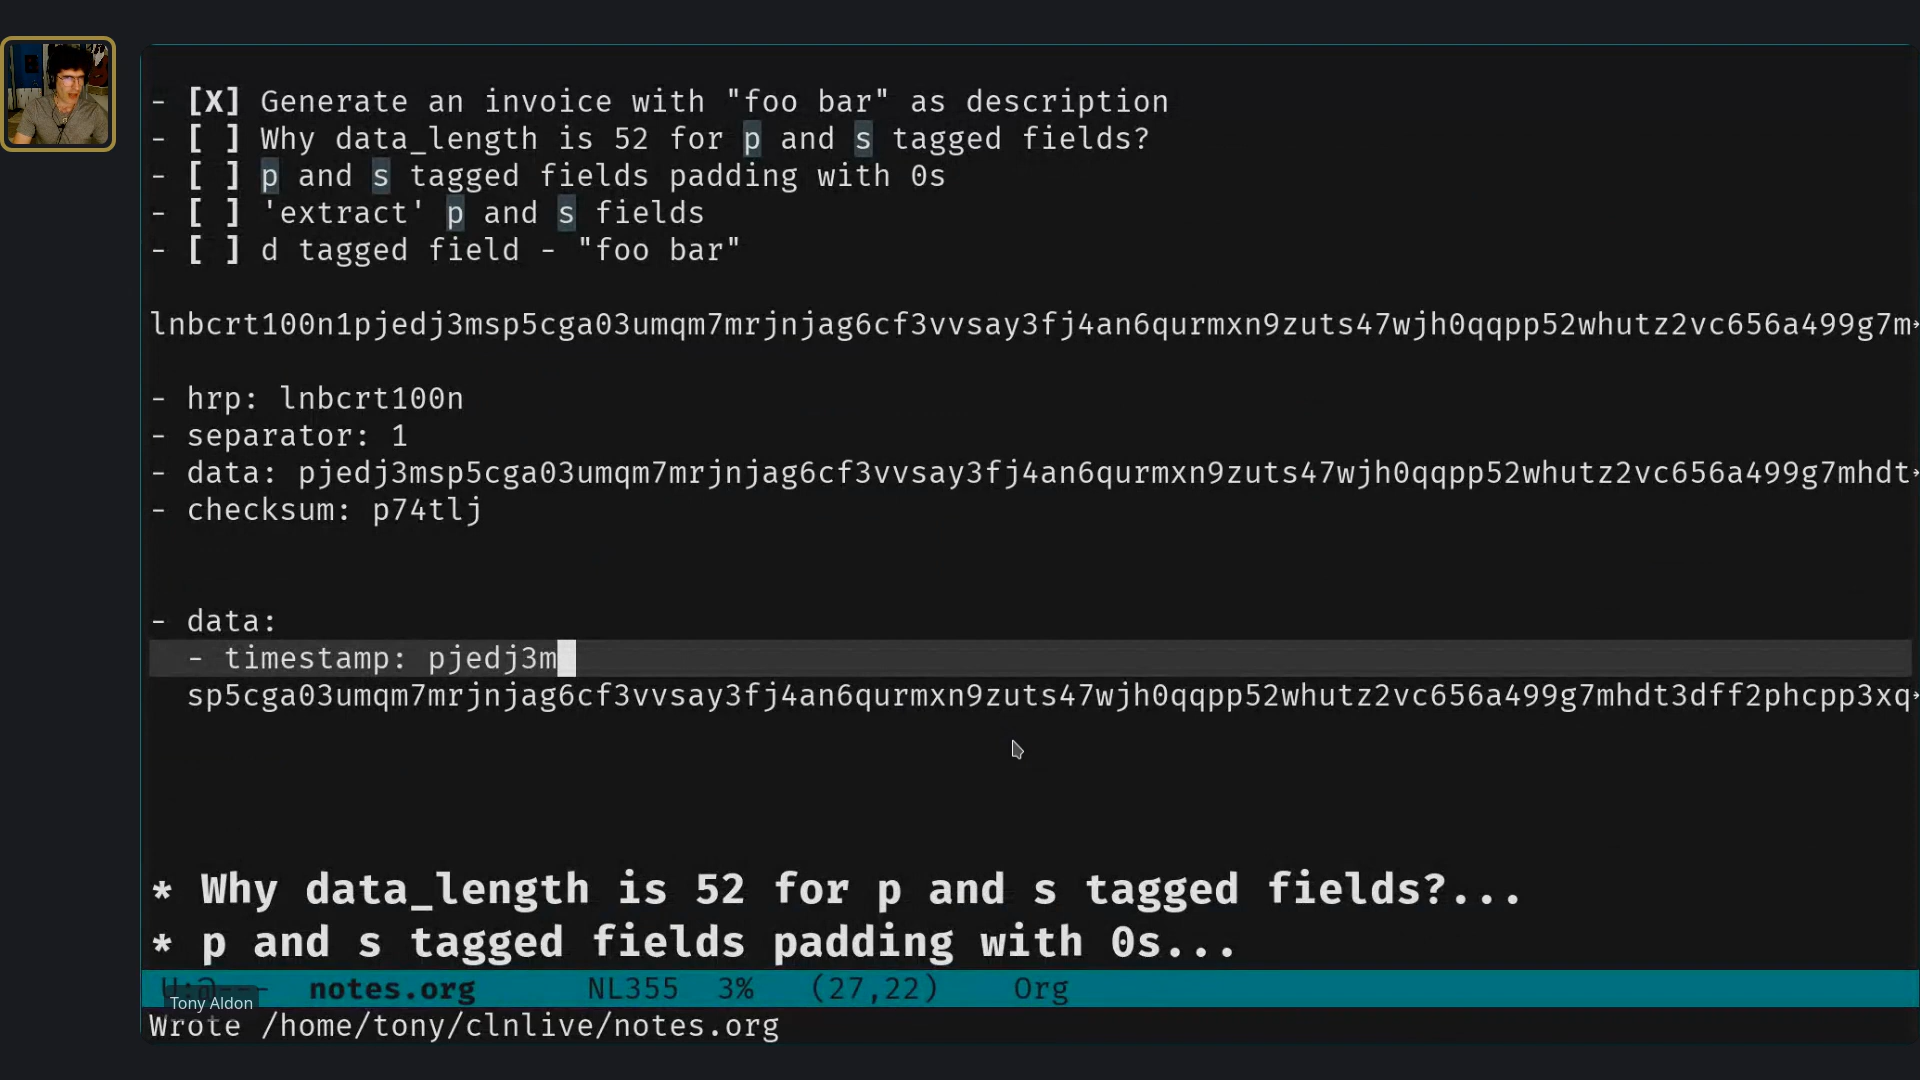 - [X] Generate an invoice with "foo bar" as description
- [ ] Why data_length is 52 for p and s tagged fields?
- [ ] p and s tagged fields padding with 0s
- [ ] 'extract' p and s fields
- [ ] d tagged field - "foo bar"
lnbcrt100n1pjedj3msp5cga03umqm7mrjnjag6cf3vvsay3fj4an6qurmxn9zuts47wjh0qqpp52whutz2vc656a499g7m
- hrp: lnbcrt100n
- separator: 1
- data: pjedj3msp5cga03umqm7mrjnjag6cf3vvsay3fj4an6qurmxn9zuts47wjh0qqpp52whutz2vc656a499g7mhdt
- checksum: p74tlj
- data:
- timestamp: pjedj3m
sp5cga03umqm7mrjnjag6cf3vvsay3fj4an6qurmxn9zuts47wjh0qqpp52whutz2vc656a499g7mhdt3dff2phcpp3xq
* Why data_length is 52 for p and s tagged fields?...
* p and s tagged fields padding with 0s...
notes.org NL355 3% (27,22) Org
Tony Aldon
Wrote /home/tony/clnlive/notes.org